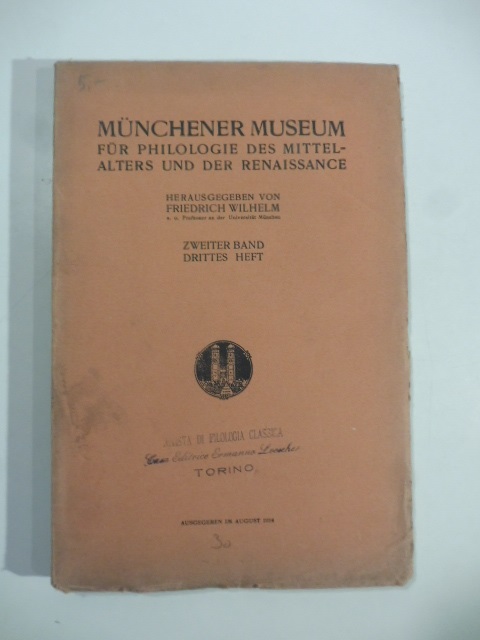 5.—
MÜNCHENER MUSEUM
FÜR PHILOLOGIE DES MITTEL-
ALTERS UND DER RENAISSANCE
HERAUSGEGEBEN VON
FRIEDRICH WILHELM
a. o. Professor an der Universität München
ZWEITER BAND
DRITTES HEFT
RIVISTA DI FILOLOGIA CLASSICA
Casa Editrice Ermanno Loescher
TORINO
AUSGEGEBEN IM AUGUST 1914